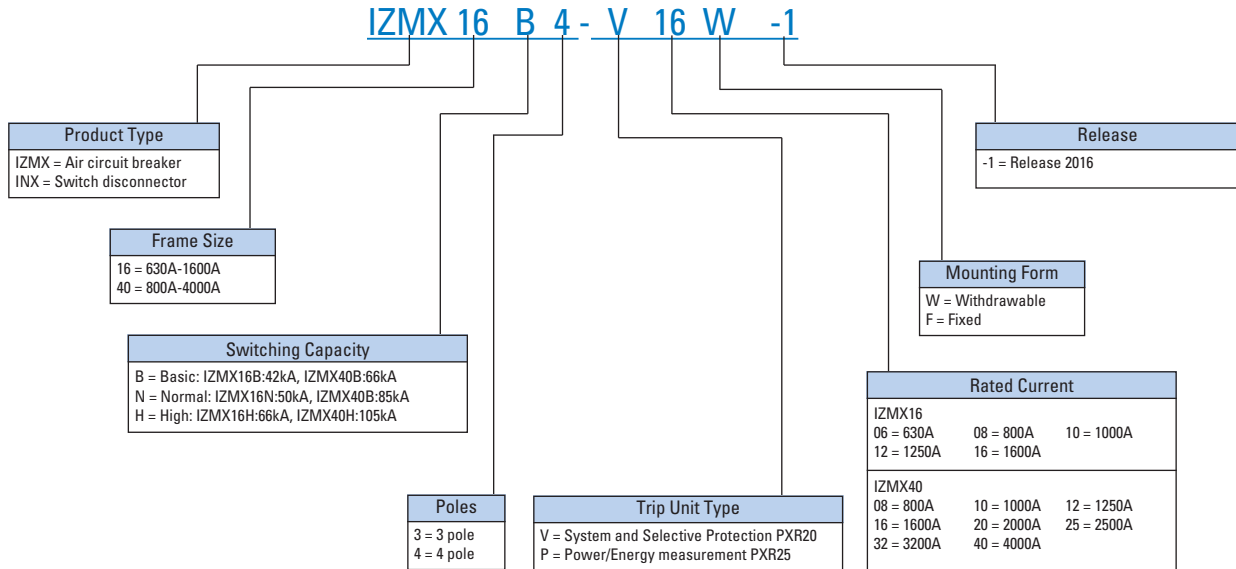 IZMX 16 B 4 - V 16 W -1
Product Type
IZMX = Air circuit breaker
INX = Switch disconnector
Release
-1 = Release 2016
Frame Size
16 = 630A-1600A
40 = 800A-4000A
Mounting Form
W = Withdrawable
F = Fixed
Switching Capacity
B = Basic: IZMX16B:42kA, IZMX40B:66kA
N = Normal: IZMX16N:50kA, IZMX40B:85kA
H = High: IZMX16H:66kA, IZMX40H:105kA
Rated Current
IZMX16
06 = 630A 08 = 800A 10 = 1000A
12 = 1250A 16 = 1600A
IZMX40
08 = 800A 10 = 1000A 12 = 1250A
16 = 1600A 20 = 2000A 25 = 2500A
32 = 3200A 40 = 4000A
Poles
3 = 3 pole
4 = 4 pole
Trip Unit Type
V = System and Selective Protection PXR20
P = Power/Energy measurement PXR25